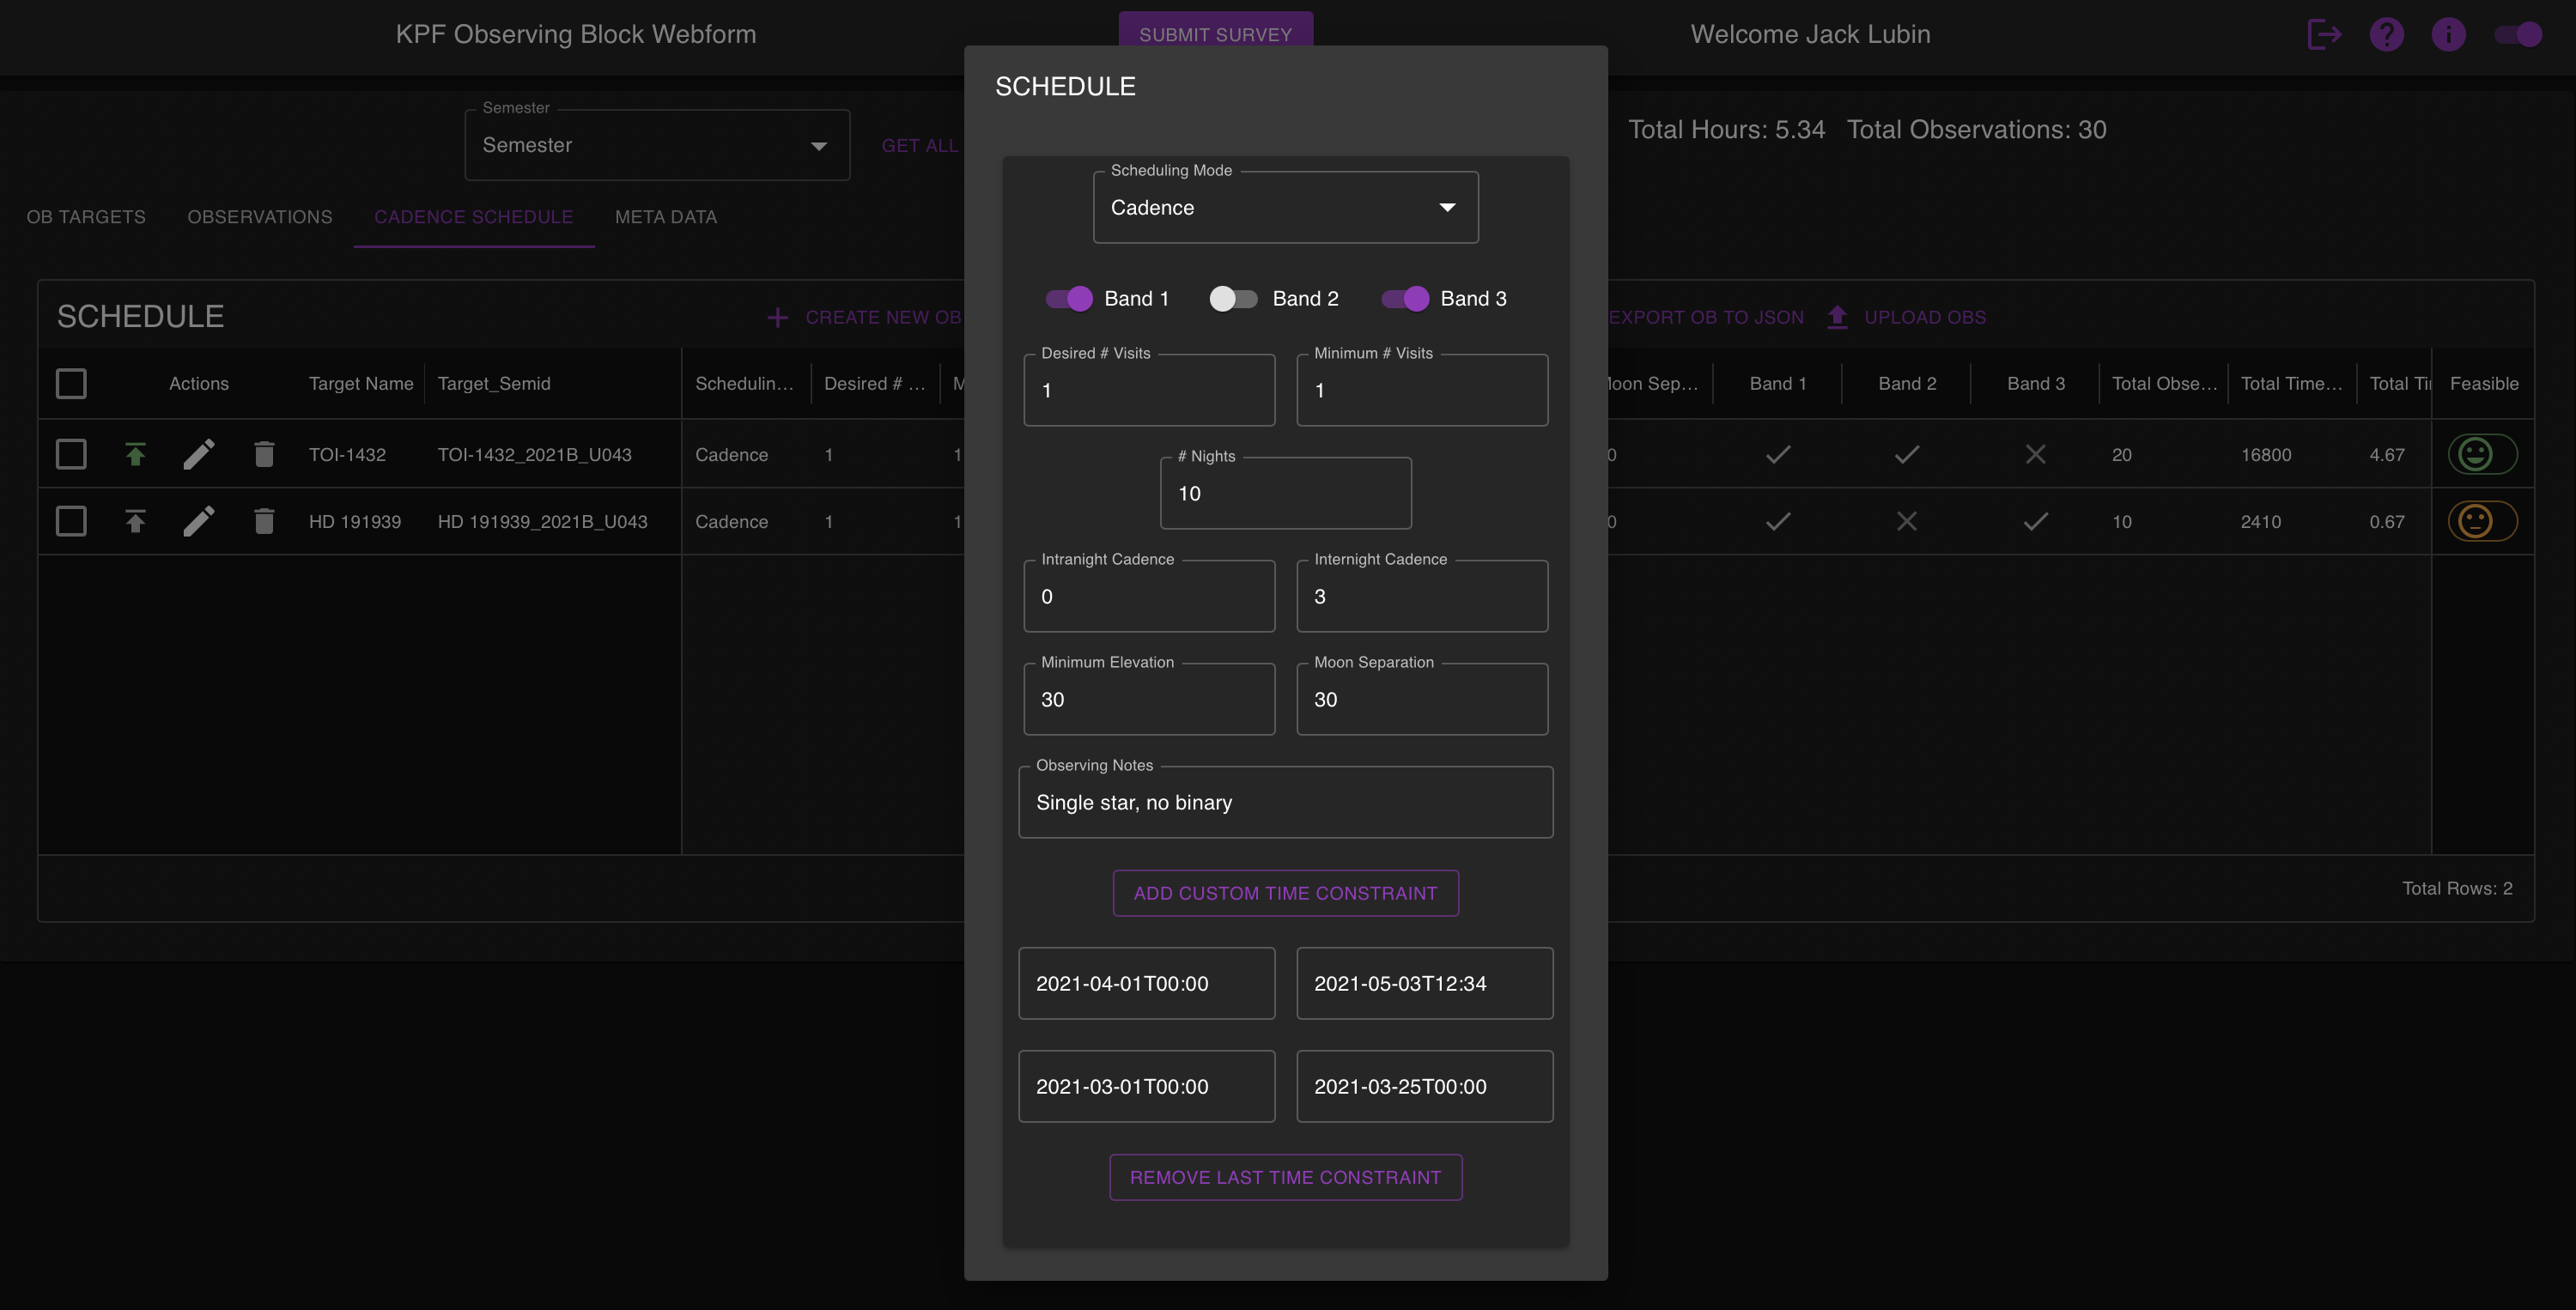 KPF Observing Block Webform
SUBMIT SURVEY
Welcome Jack Lubin
Semester
Semester
GET ALL
Total Hours: 5.34 Total Observations: 30
OB TARGETS OBSERVATIONS CADENCE SCHEDULE META DATA
SCHEDULE
CREATE NEW OB
EXPORT OB TO JSON UPLOAD OBS
Actions Target Name Target_Semid Schedulin... Desired # ... M Moon Sep... Band 1 Band 2 Band 3 Total Obse... Total Time... Total Ti Feasible
TOI-1432 TOI-1432_2021B_U043 Cadence 1 1 0 20 16800 4.67
HD 191939 HD 191939_2021B_U043 Cadence 1 1 0 10 2410 0.67
Total Rows: 2
SCHEDULE
Scheduling Mode
Cadence
Band 1 Band 2 Band 3
Desired # Visits Minimum # Visits
1 1
# Nights
10
Intranight Cadence Internight Cadence
0 3
Minimum Elevation Moon Separation
30 30
Observing Notes
Single star, no binary
ADD CUSTOM TIME CONSTRAINT
2021-04-01T00:00 2021-05-03T12:34
2021-03-01T00:00 2021-03-25T00:00
REMOVE LAST TIME CONSTRAINT